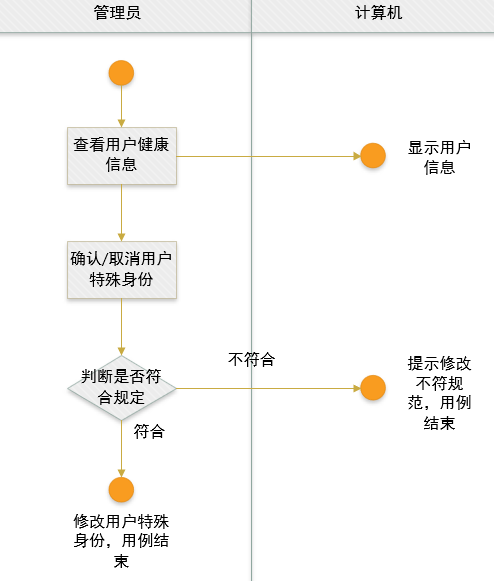 管理员
计算机
查看用户健康
信息
显示用户
信息
确认/取消用户
特殊身份
判断是否符
合规定
不符合
提示修改
不符规
范，用例
结束
符合
修改用户特殊
身份，用例结
束